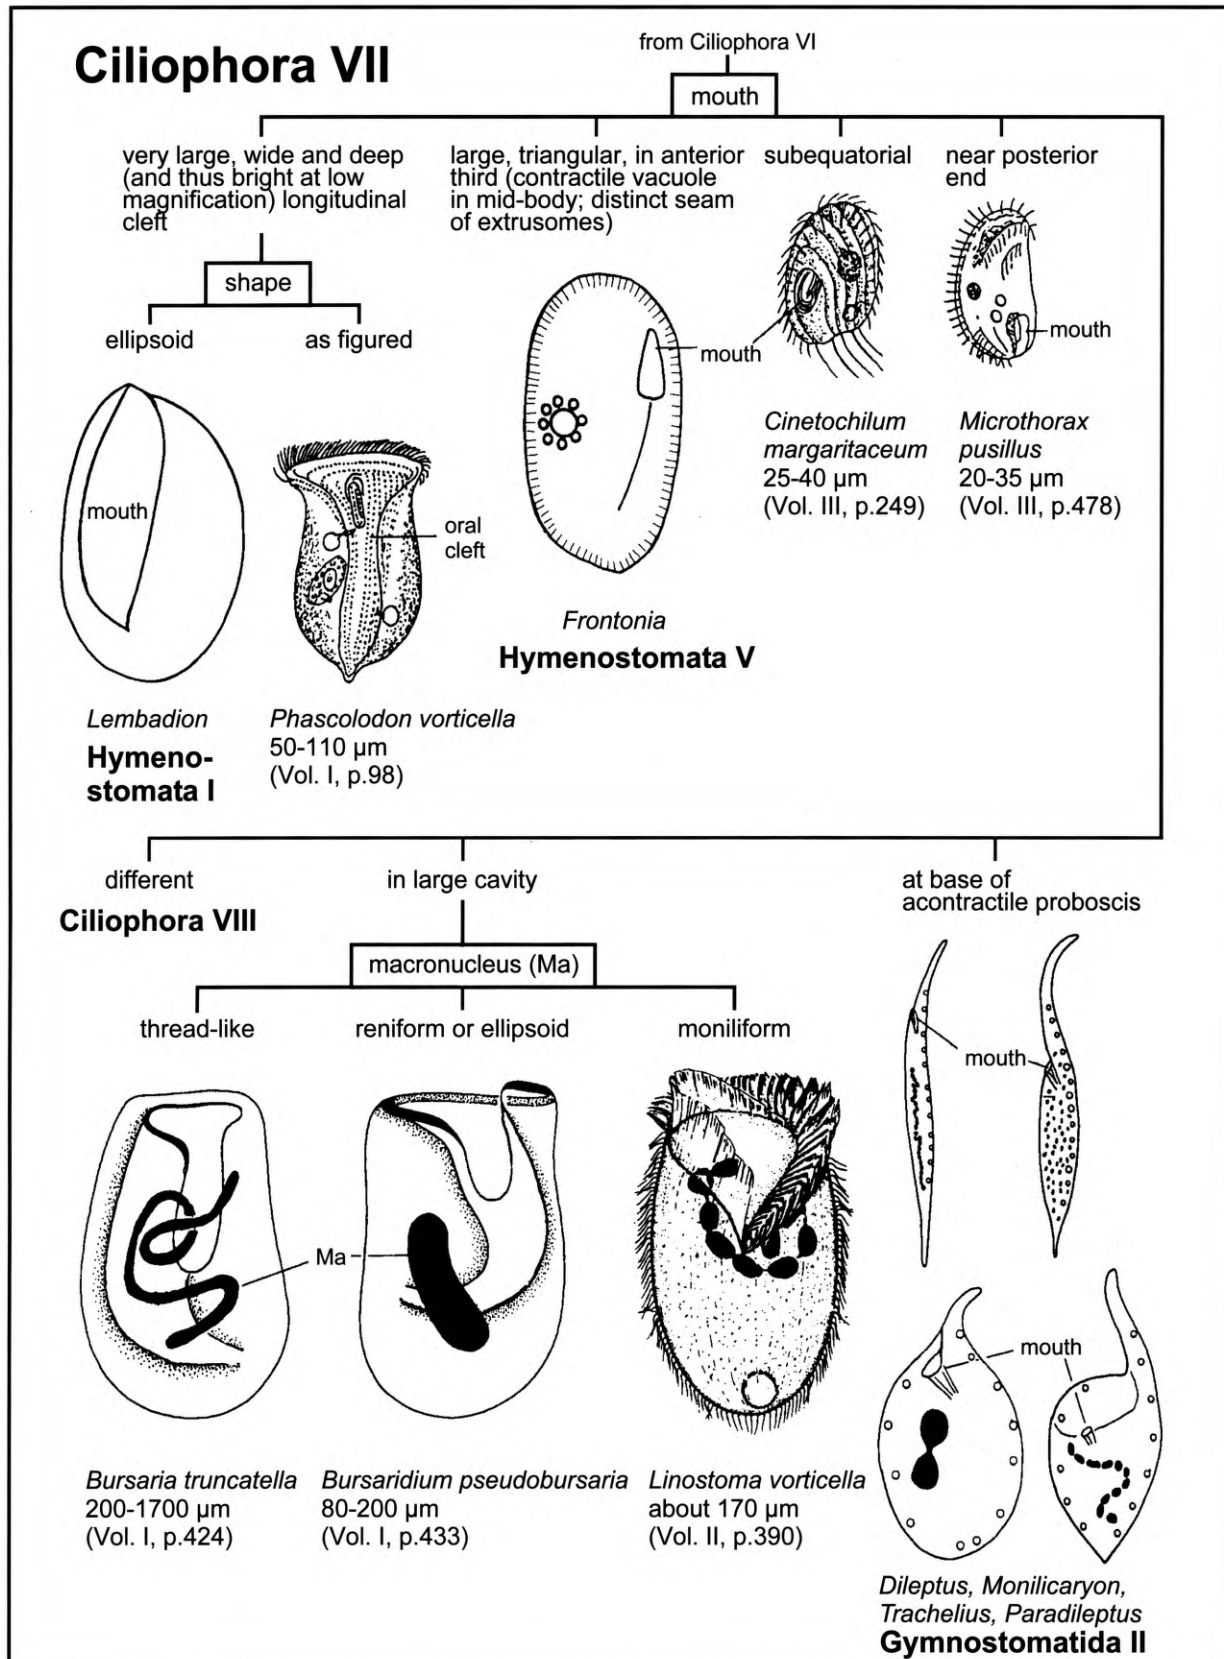 Ciliophora VII
from Ciliophora VI
mouth
very large, wide and deep
(and thus bright at low
magnification) longitudinal
cleft
large, triangular, in anterior
third (contractile vacuole
in mid-body; distinct seam
of extrusomes)
subequatorial
near posterior
end
shape
ellipsoid
as figured
mouth
mouth
mouth
oral
cleft
Cinetochilum
margaritaceum
25-40 µm
(Vol. III, p.249)
Microthorax
pusillus
20-35 µm
(Vol. III, p.478)
Frontonia
Hymenostomata V
Lembadion
Hymeno-
stomata I
Phascolodon vorticella
50-110 µm
(Vol. I, p.98)
different
Ciliophora VIII
in large cavity
at base of
acontractile proboscis
macronucleus (Ma)
thread-like
reniform or ellipsoid
moniliform
mouth
Ma
mouth
Bursaria truncatella
200-1700 µm
(Vol. I, p.424)
Bursaridium pseudobursaria
80-200 µm
(Vol. I, p.433)
Linostoma vorticella
about 170 µm
(Vol. II, p.390)
Dileptus, Monilicaryon,
Trachelius, Paradileptus
Gymnostomatida II